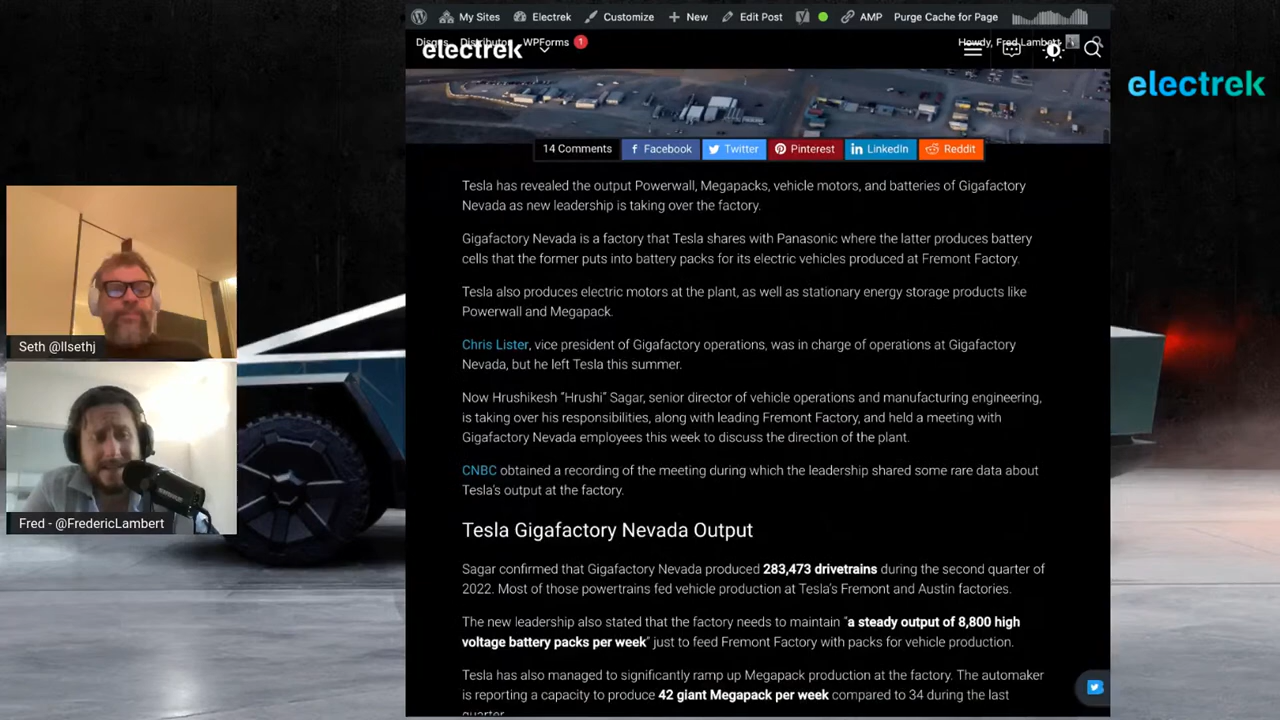 My Sites
Electrek
Customize
New
Edit Post
AMP
Purge Cache for Page
WPForms 1
Howdy, Fred Lambert
electrek
electrek
14 Comments
Facebook
Twitter
Pinterest
LinkedIn
Reddit
Tesla has revealed the output Powerwall, Megapacks, vehicle motors, and batteries of Gigafactory
Nevada as new leadership is taking over the factory.
Gigafactory Nevada is a factory that Tesla shares with Panasonic where the latter produces battery
cells that the former puts into battery packs for its electric vehicles produced at Fremont Factory.
Tesla also produces electric motors at the plant, as well as stationary energy storage products like
Powerwall and Megapack.
Chris Lister, vice president of Gigafactory operations, was in charge of operations at Gigafactory
Nevada, but he left Tesla this summer.
Now Hrushikesh “Hrushi” Sagar, senior director of vehicle operations and manufacturing engineering,
is taking over his responsibilities, along with leading Fremont Factory, and held a meeting with
Gigafactory Nevada employees this week to discuss the direction of the plant.
CNBC obtained a recording of the meeting during which the leadership shared some rare data about
Tesla's output at the factory.
Tesla Gigafactory Nevada Output
Sagar confirmed that Gigafactory Nevada produced 283,473 drivetrains during the second quarter of
2022. Most of those powertrains fed vehicle production at Tesla's Fremont and Austin factories.
The new leadership also stated that the factory needs to maintain “a steady output of 8,800 high
voltage battery packs per week” just to feed Fremont Factory with packs for vehicle production.
Tesla has also managed to significantly ramp up Megapack production at the factory. The automaker
is reporting a capacity to produce 42 giant Megapack per week compared to 34 during the last
quarter.
Seth @llsethj
Fred - @FredericLambert